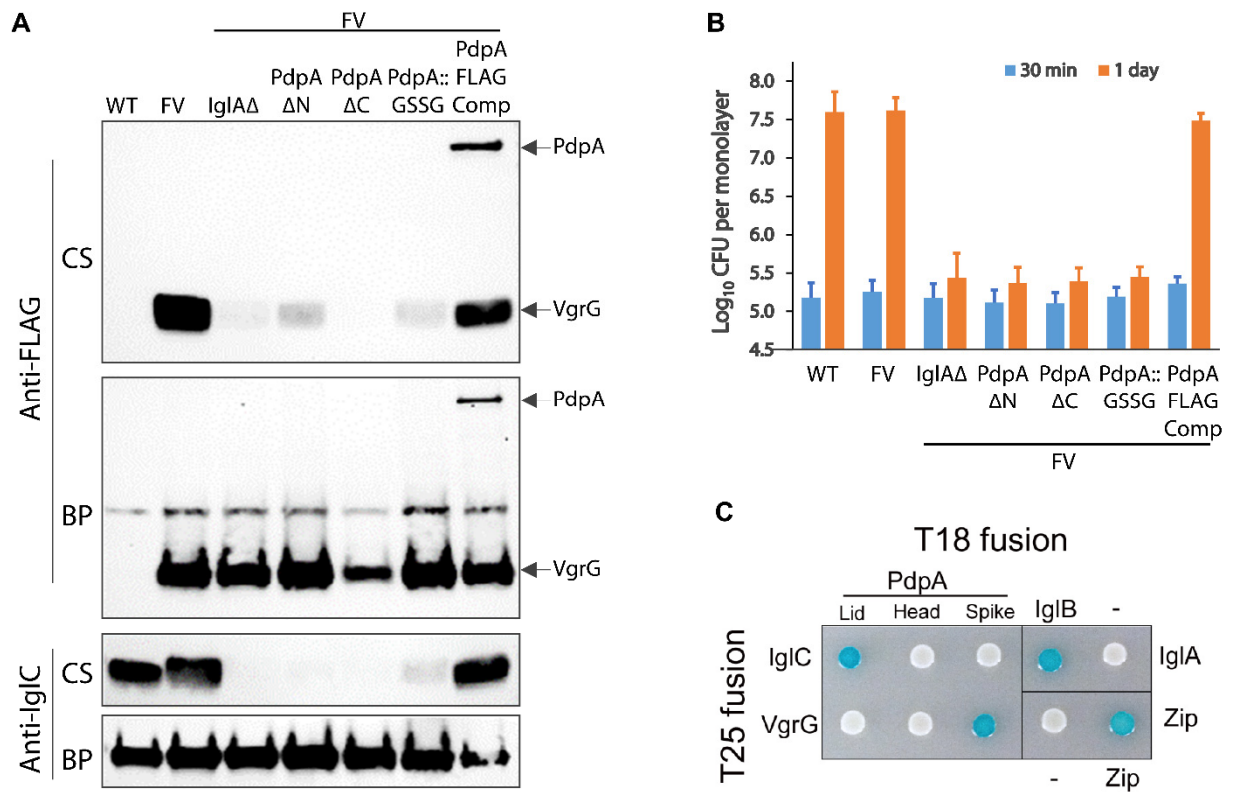 A
FV
WT
FV
IglAΔ
PdpA
ΔN
PdpA
ΔC
PdpA::
GSSG
PdpA
FLAG
Comp
Anti-FLAG
CS
PdpA
VgrG
BP
PdpA
VgrG
Anti-IglC
CS
BP
B
30 min
1 day
Log10 CFU per monolayer
8.0
7.5
7.0
6.5
6.0
5.5
5.0
4.5
WT
FV
IglAΔ
PdpA
ΔN
PdpA
ΔC
PdpA::
GSSG
PdpA
FLAG
Comp
FV
C
T18 fusion
PdpA
Lid Head Spike IglB -
T25 fusion
IglC IglA
VgrG Zip
- Zip